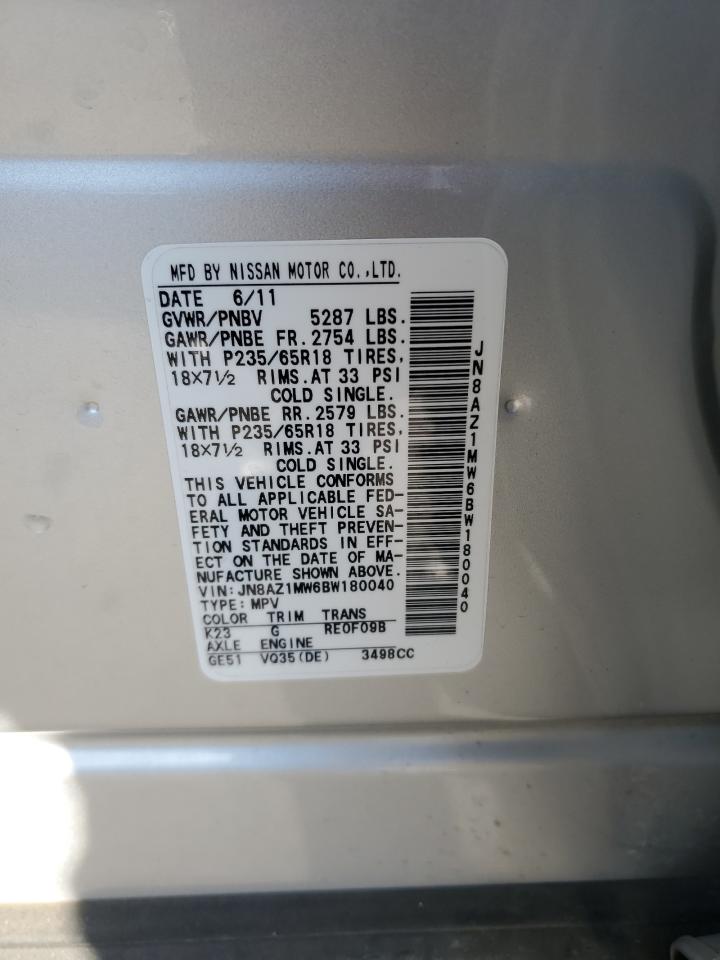 MFD BY NISSAN MOTOR CO.,LTD.
DATE 6/11
GVWR/PNBV 5287 LBS.
GAWR/PNBE FR. 2754 LBS.
WITH P235/65R18 TIRES,
18×7½ RIMS. AT 33 PSI
COLD SINGLE.
GAWR/PNBE RR. 2579 LBS.
WITH P235/65R18 TIRES,
18×7½ RIMS. AT 33 PSI
COLD SINGLE.
THIS VEHICLE CONFORMS
TO ALL APPLICABLE FED-
ERAL MOTOR VEHICLE SA-
FETY AND THEFT PREVEN-
TION STANDARDS IN EFF-
ECT ON THE DATE OF MA-
NUFACTURE SHOWN ABOVE.
VIN: JN8AZ1MW6BW180040
TYPE: MPV
COLOR TRIM TRANS
K23 G RE0F09B
AXLE ENGINE
GE51 VQ35(DE) 3498CC
JN8AZ1MW6BW180040